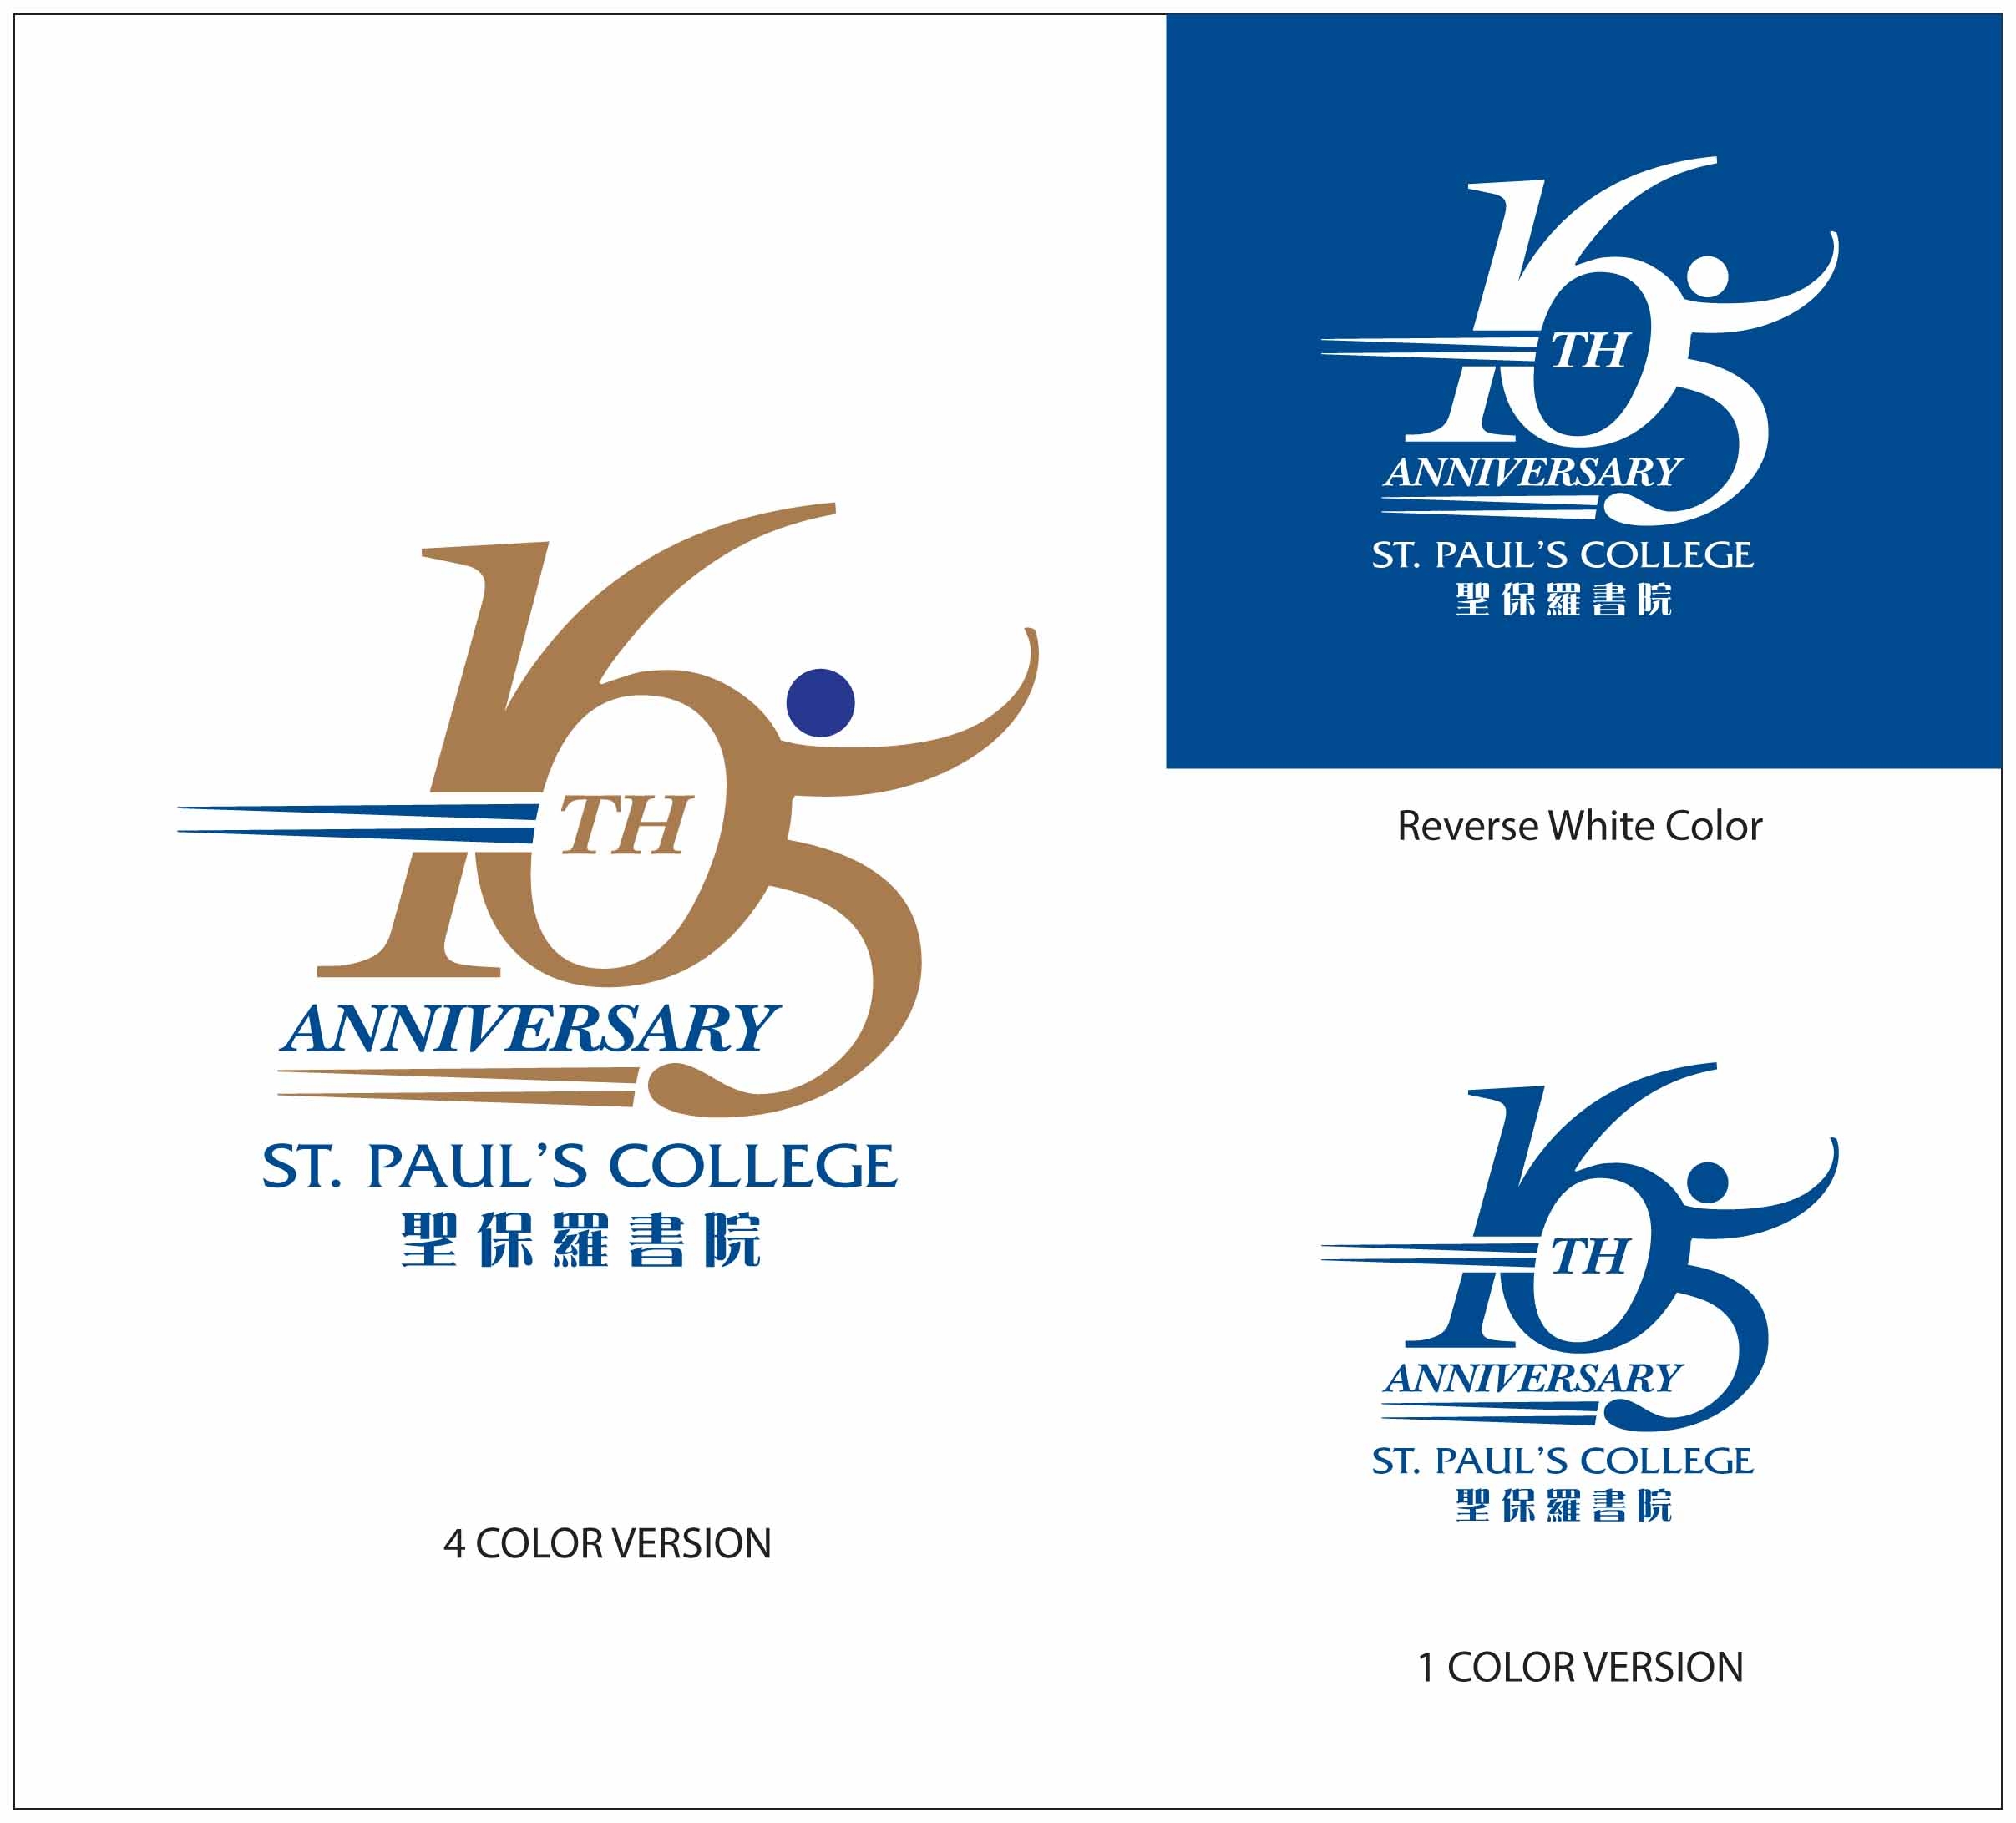 165
TH
ANNIVERSARY
ST. PAUL'S COLLEGE
聖保羅書院
4 COLOR VERSION
165
TH
ANNIVERSARY
ST. PAUL'S COLLEGE
聖保羅書院
Reverse White Color
165
TH
ANNIVERSARY
ST. PAUL'S COLLEGE
聖保羅書院
1 COLOR VERSION